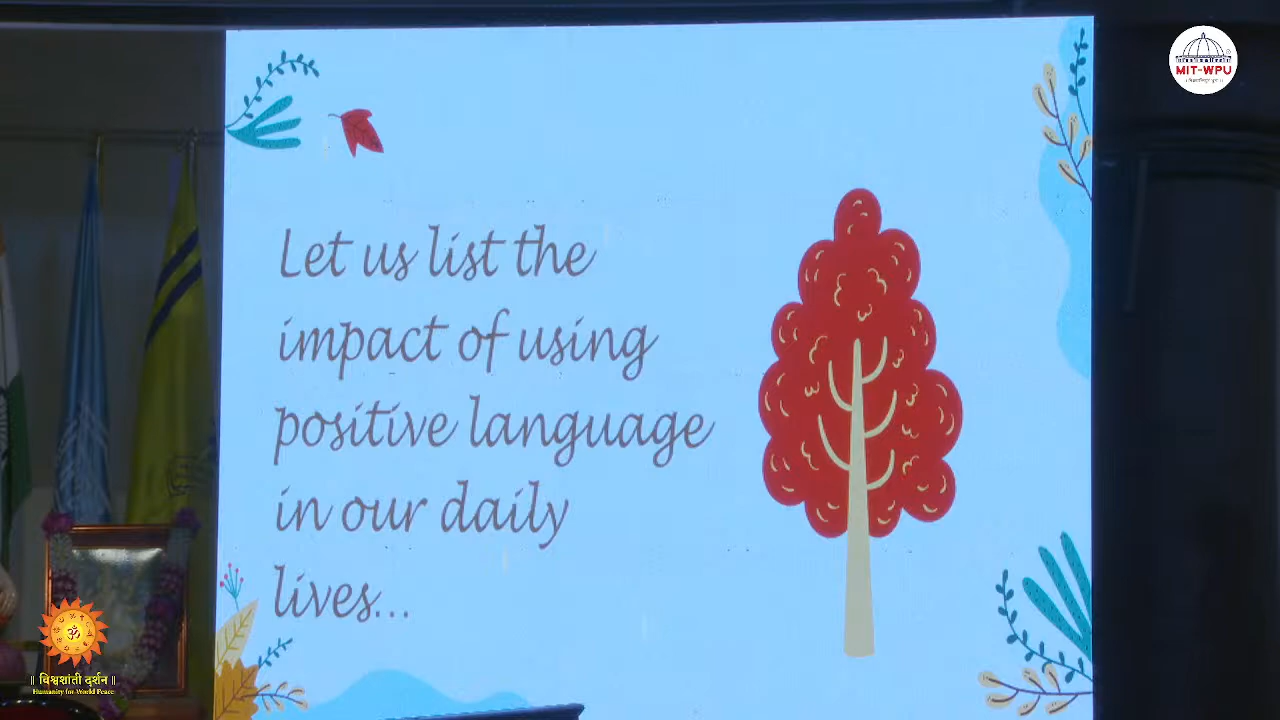 MIT-WPU
Let us list the
impact of using
positive language
in our daily
lives...
॥ विश्वशांती दर्शन ॥
Humanity for World Peace